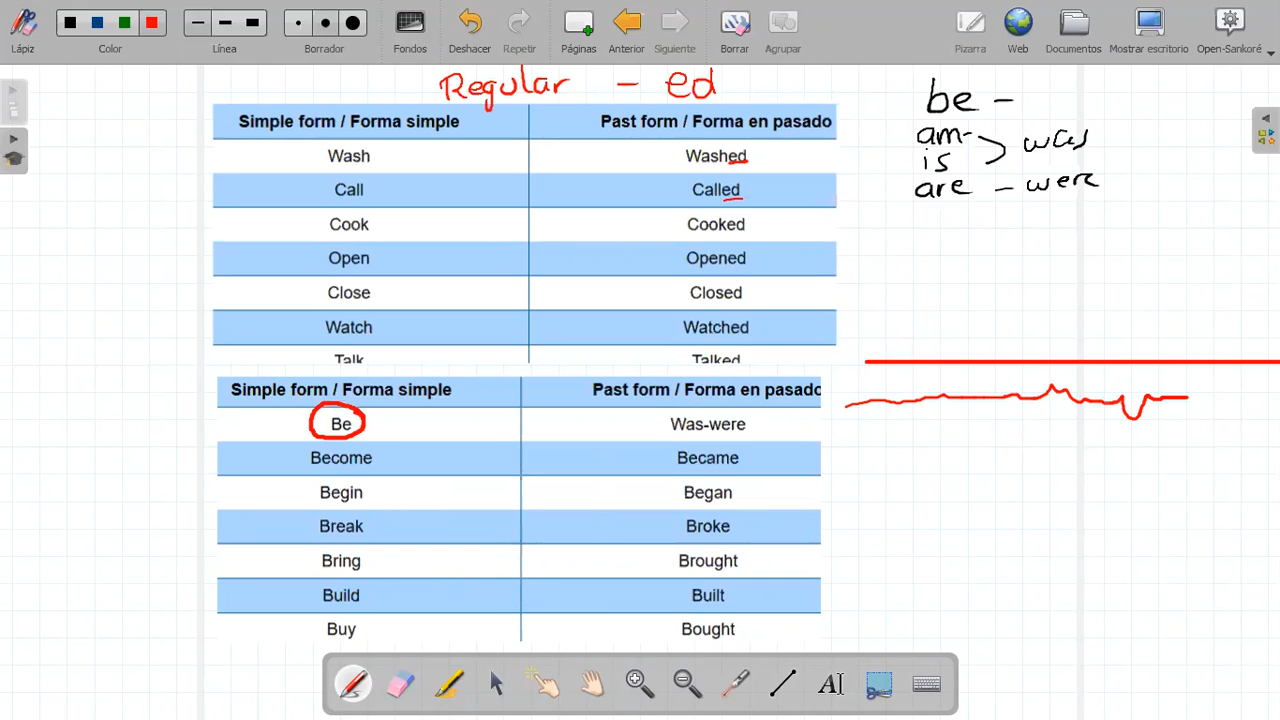 Lápiz Color Línea Borrador Fondos Deshacer Repetir Páginas Anterior Siguiente Borrar Agrupar Pizarra Web Documentos Mostrar escritorio Open-Sankoré
Regular - ed
Simple form / Forma simple Past form / Forma en pasado
Wash Washed
Call Called
Cook Cooked
Open Opened
Close Closed
Watch Watched
Talk Talked
Simple form / Forma simple Past form / Forma en pasado
Be Was-were
Become Became
Begin Began
Break Broke
Bring Brought
Build Built
Buy Bought
be -
am- was
is
are - were
AI